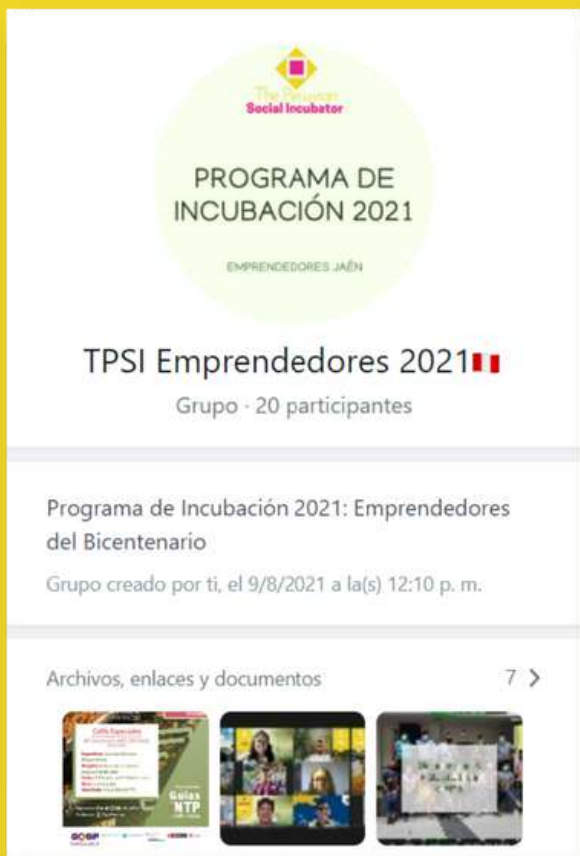 The Peruvian
Social Incubator
PROGRAMA DE
INCUBACIÓN 2021
EMPRENDEDORES JAÉN
TPSI Emprendedores 2021
Grupo · 20 participantes
Programa de Incubación 2021: Emprendedores
del Bicentenario
Grupo creado por ti, el 9/8/2021 a la(s) 12:10 p. m.
Archivos, enlaces y documentos
7
Guías
NTP